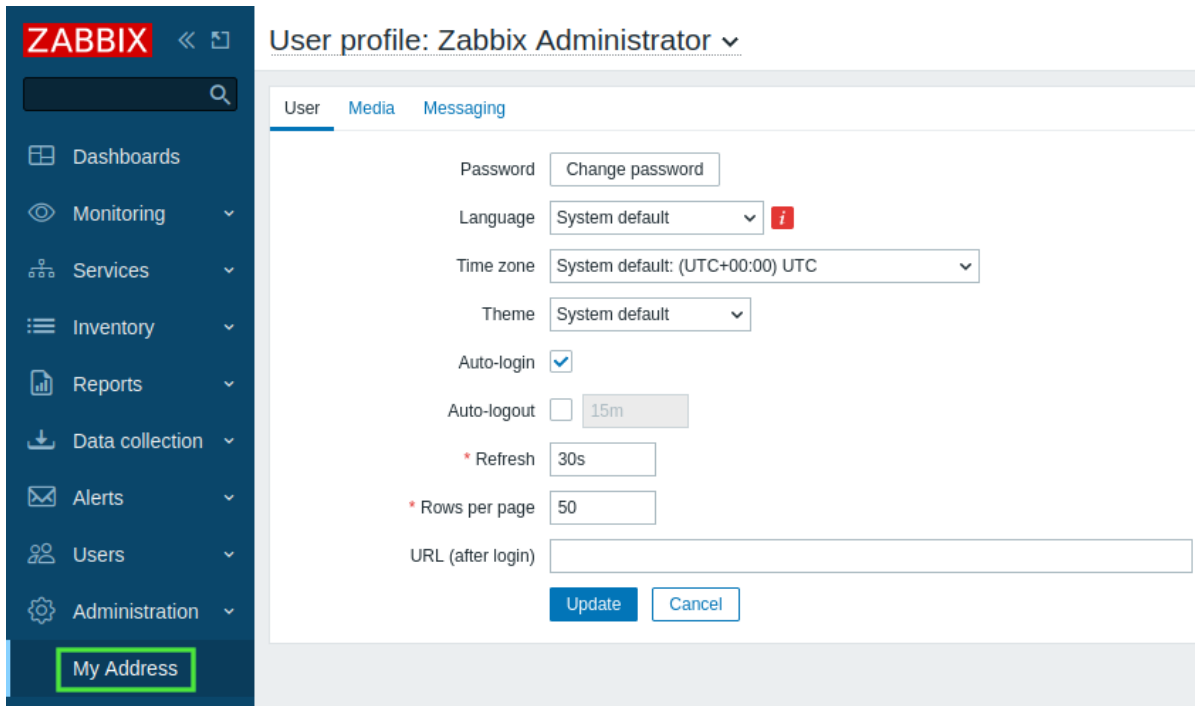 ZABBIX
User profile: Zabbix Administrator
User Media Messaging
Dashboards
Monitoring
Services
Inventory
Reports
Data collection
Alerts
Users
Administration
My Address
Password Change password
Language System default i
Time zone System default: (UTC+00:00) UTC
Theme System default
Auto-login
Auto-logout 15m
* Refresh 30s
* Rows per page 50
URL (after login)
Update Cancel